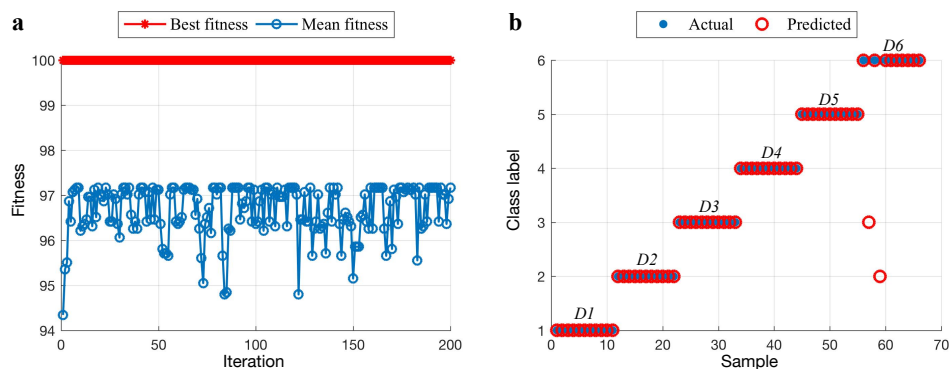 a
Best fitness
Mean fitness
100
99
98
97
96
95
94
Fitness
0
50
100
150
200
Iteration
b
Actual
Predicted
6
5
4
3
2
1
Class label
D1
D2
D3
D4
D5
D6
0
10
20
30
40
50
60
70
Sample